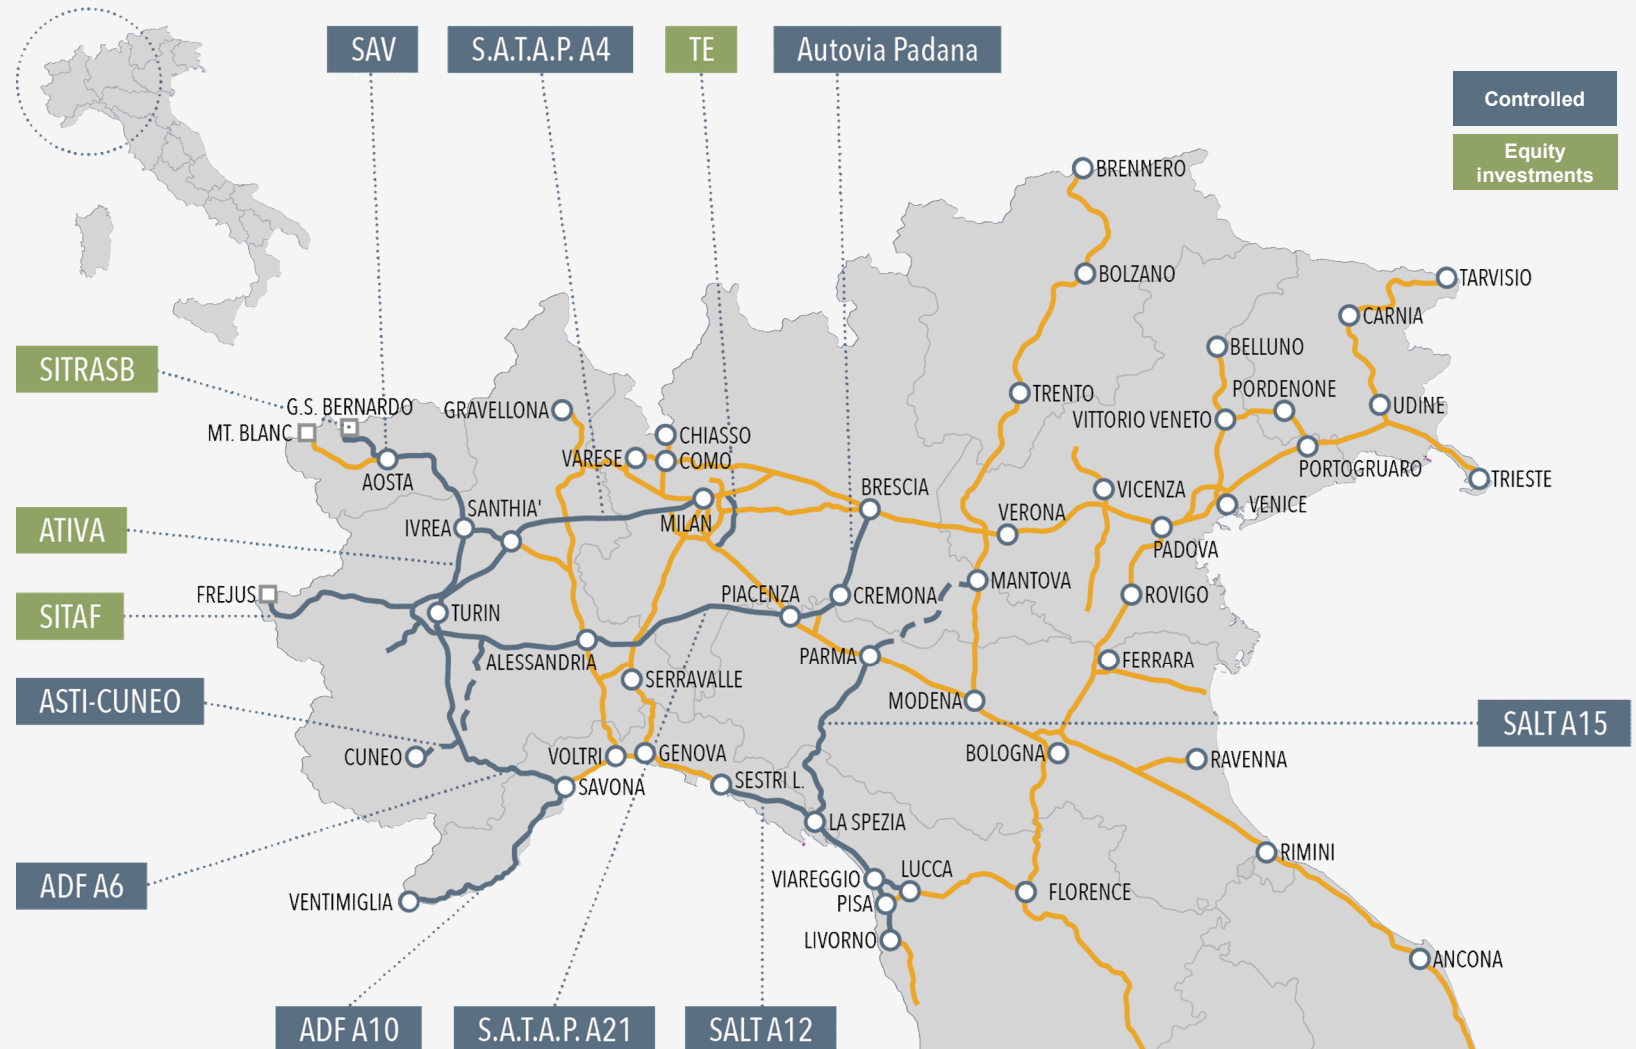 SAV
S.A.T.A.P. A4
TE
Autovia Padana
Controlled
Equity
investments
BRENNERO
BOLZANO
TARVISIO
CARNIA
BELLUNO
SITRASB
PORDENONE
TRENTO
G.S. BERNARDO
GRAVELLONA
UDINE
VITTORIO VENETO
MT. BLANC
CHIASSO
VARESE
COMO
PORTOGRUARO
AOSTA
TRIESTE
BRESCIA
VICENZA
SANTHIA'
VENICE
VERONA
MILAN
IVREA
ATIVA
PADOVA
MANTOVA
FREJUS
PIACENZA
CREMONA
ROVIGO
SITAF
TURIN
PARMA
ALESSANDRIA
FERRARA
SERRAVALLE
ASTI-CUNEO
MODENA
SALT A15
CUNEO
VOLTRI
GENOVA
BOLOGNA
RAVENNA
SESTRI L.
SAVONA
LA SPEZIA
RIMINI
LUCCA
VIAREGGIO
ADF A6
FLORENCE
VENTIMIGLIA
PISA
LIVORNO
ANCONA
ADF A10
S.A.T.A.P. A21
SALT A12